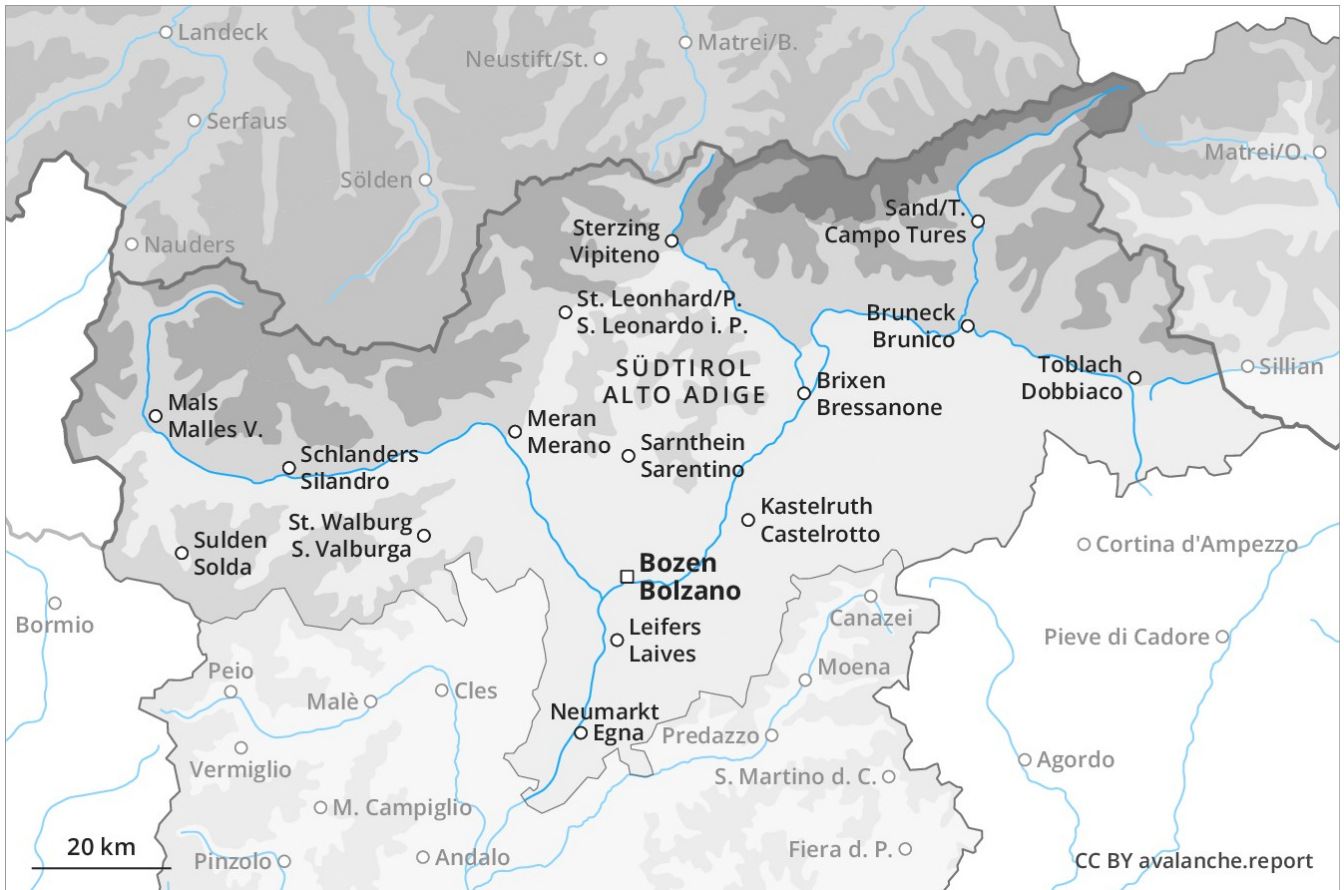 Landeck
Matrei/B.
Neustift/St.
Serfaus
Matrei/O.
Sölden
Sand/T.
Campo Tures
Sterzing
Vipiteno
Nauders
St. Leonhard/P.
S. Leonardo i. P.
Bruneck
Brunico
SÜDTIROL
ALTO ADIGE
Toblach
Dobbiaco
Sillian
Brixen
Bressanone
Mals
Malles V.
Meran
Merano
Sarnthein
Sarentino
Schlanders
Silandro
Kastelruth
Castelrotto
St. Walburg
S. Valburga
Sulden
Solda
Cortina d'Ampezzo
Bozen
Bolzano
Bormio
Canazei
Leifers
Laives
Pieve di Cadore
Peio
Moena
Malè
Cles
Neumarkt
Egna
Predazzo
Vermiglio
Agordo
S. Martino d. C.
M. Campiglio
20 km
Pinzolo
Andalo
Fiera d. P.
CC BY avalanche.report